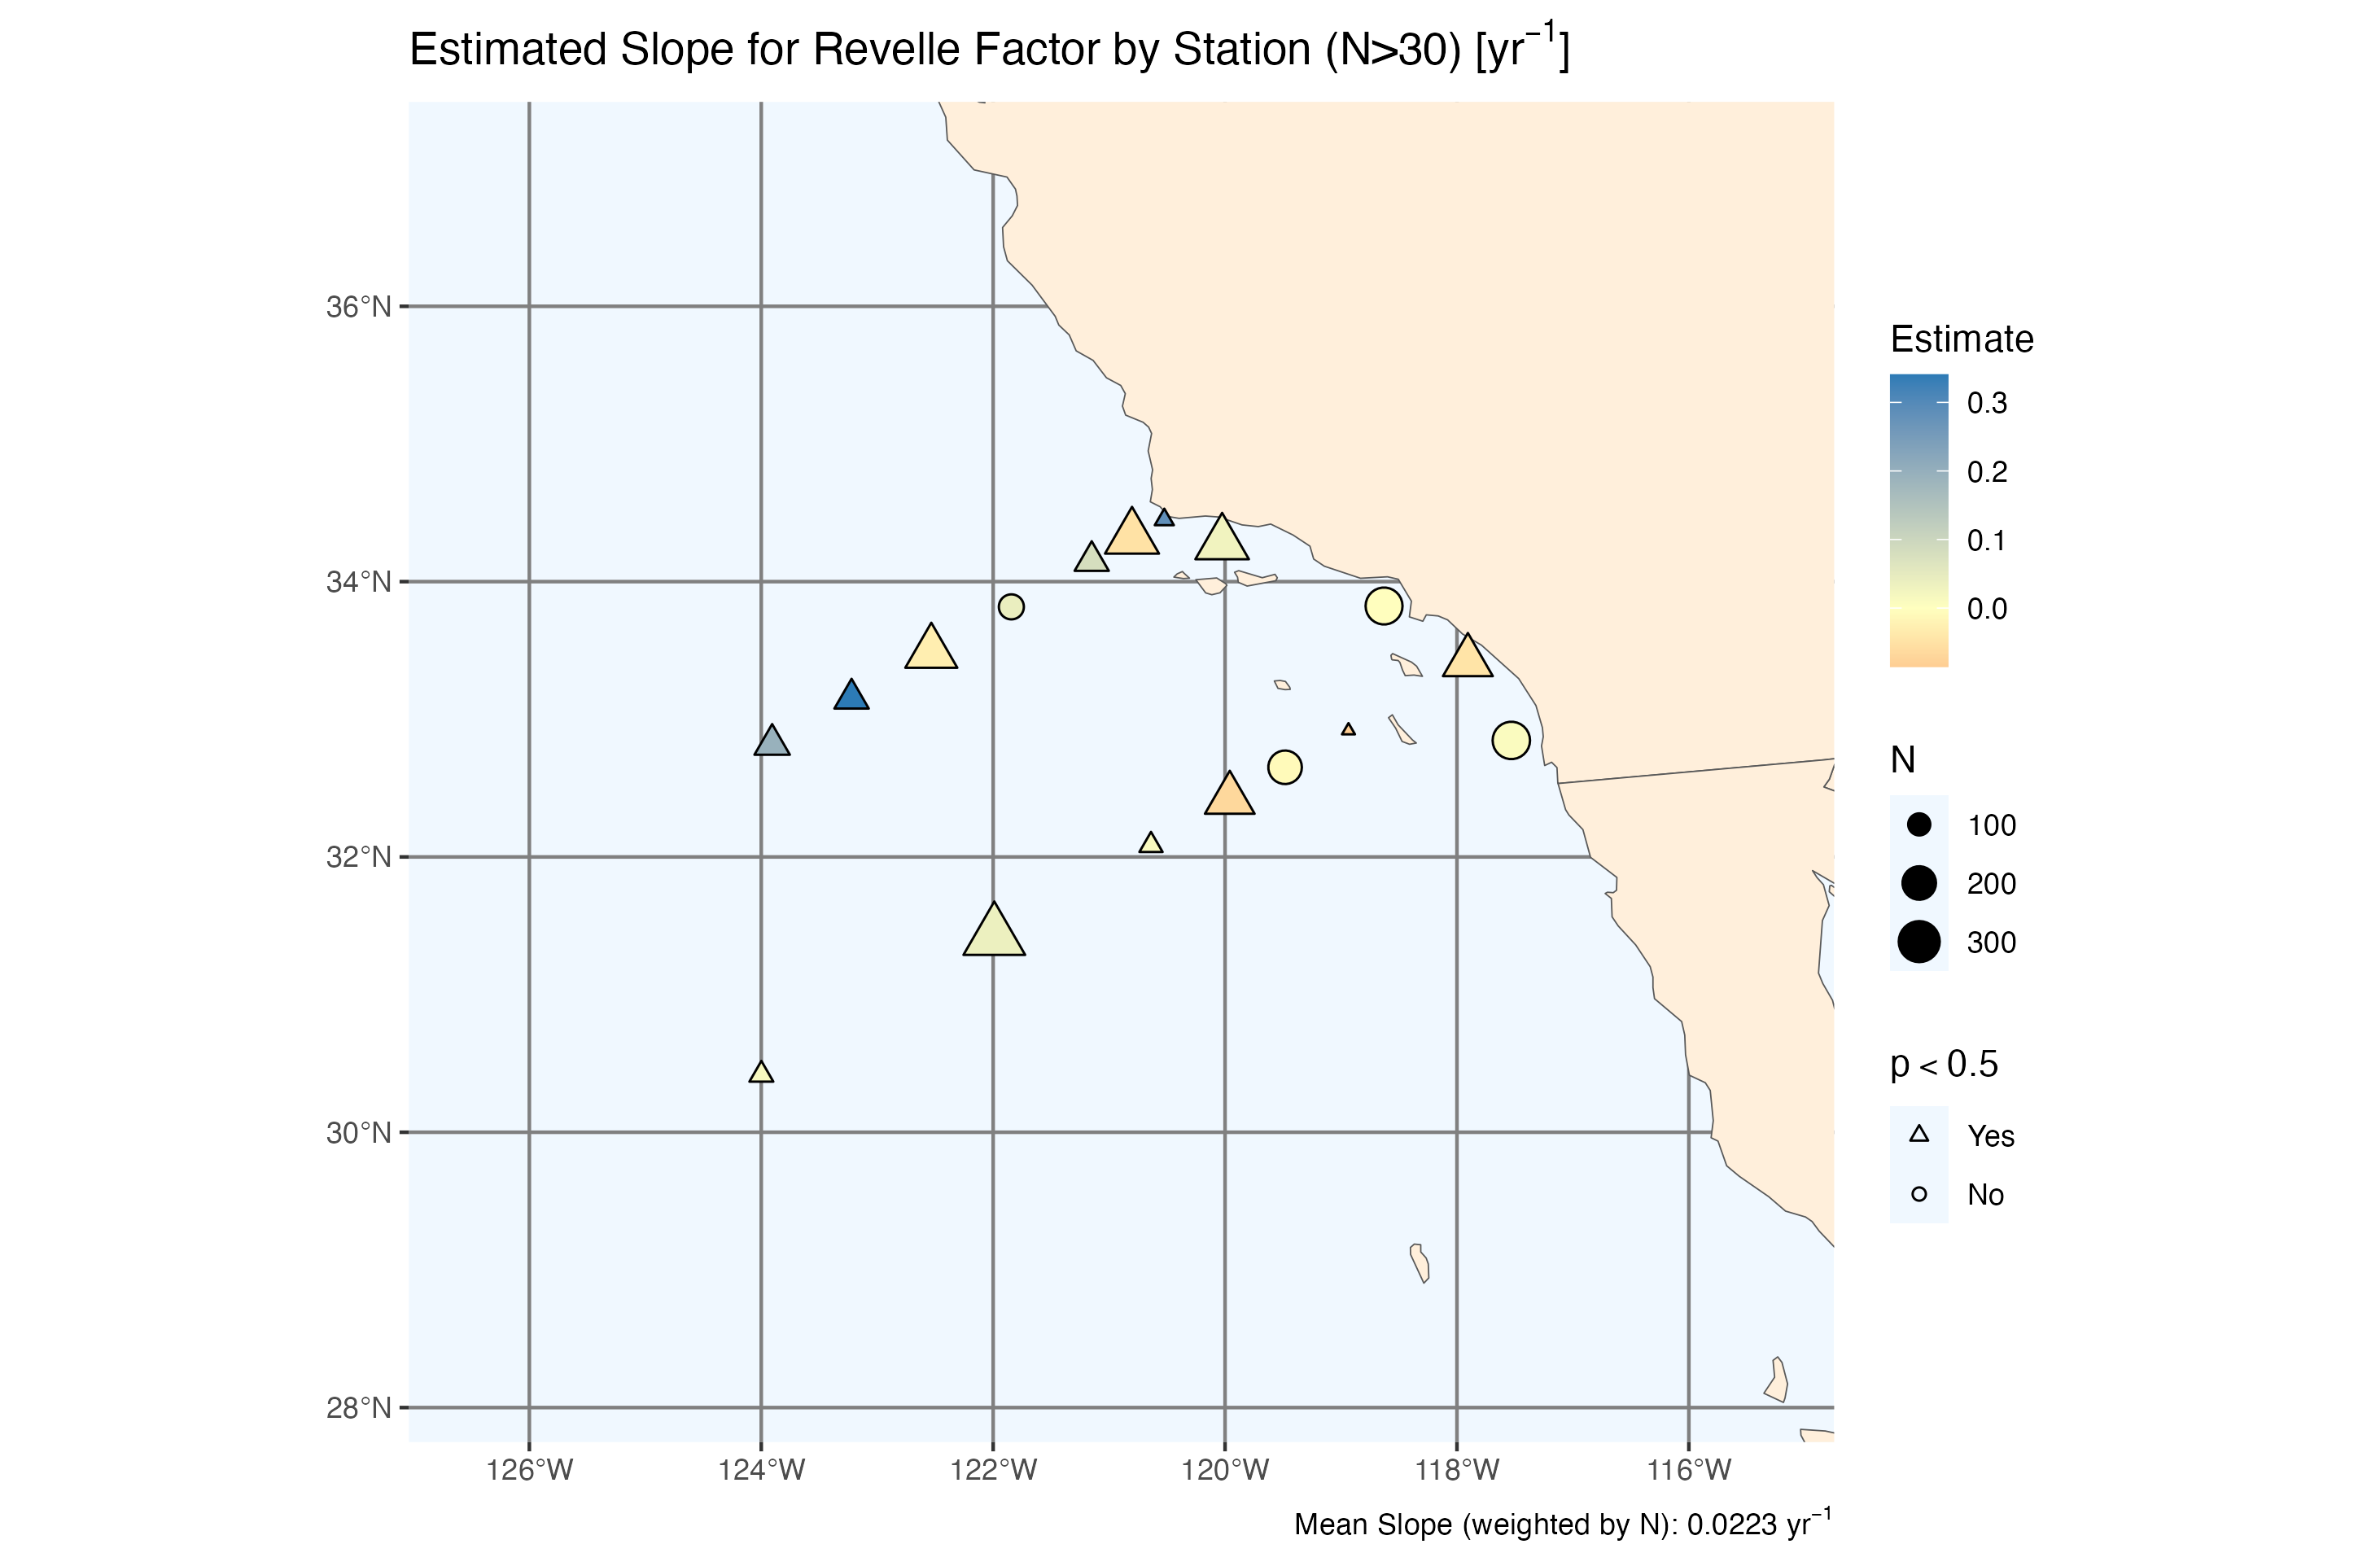 Estimated Slope for Revelle Factor by Station (N>30) [yr⁻¹]
36°N
34°N
32°N
30°N
28°N
126°W
124°W
122°W
120°W
118°W
116°W
Estimate
0.3
0.2
0.1
0.0
N
100
200
300
p < 0.5
Yes
No
Mean Slope (weighted by N): 0.0223 yr⁻¹